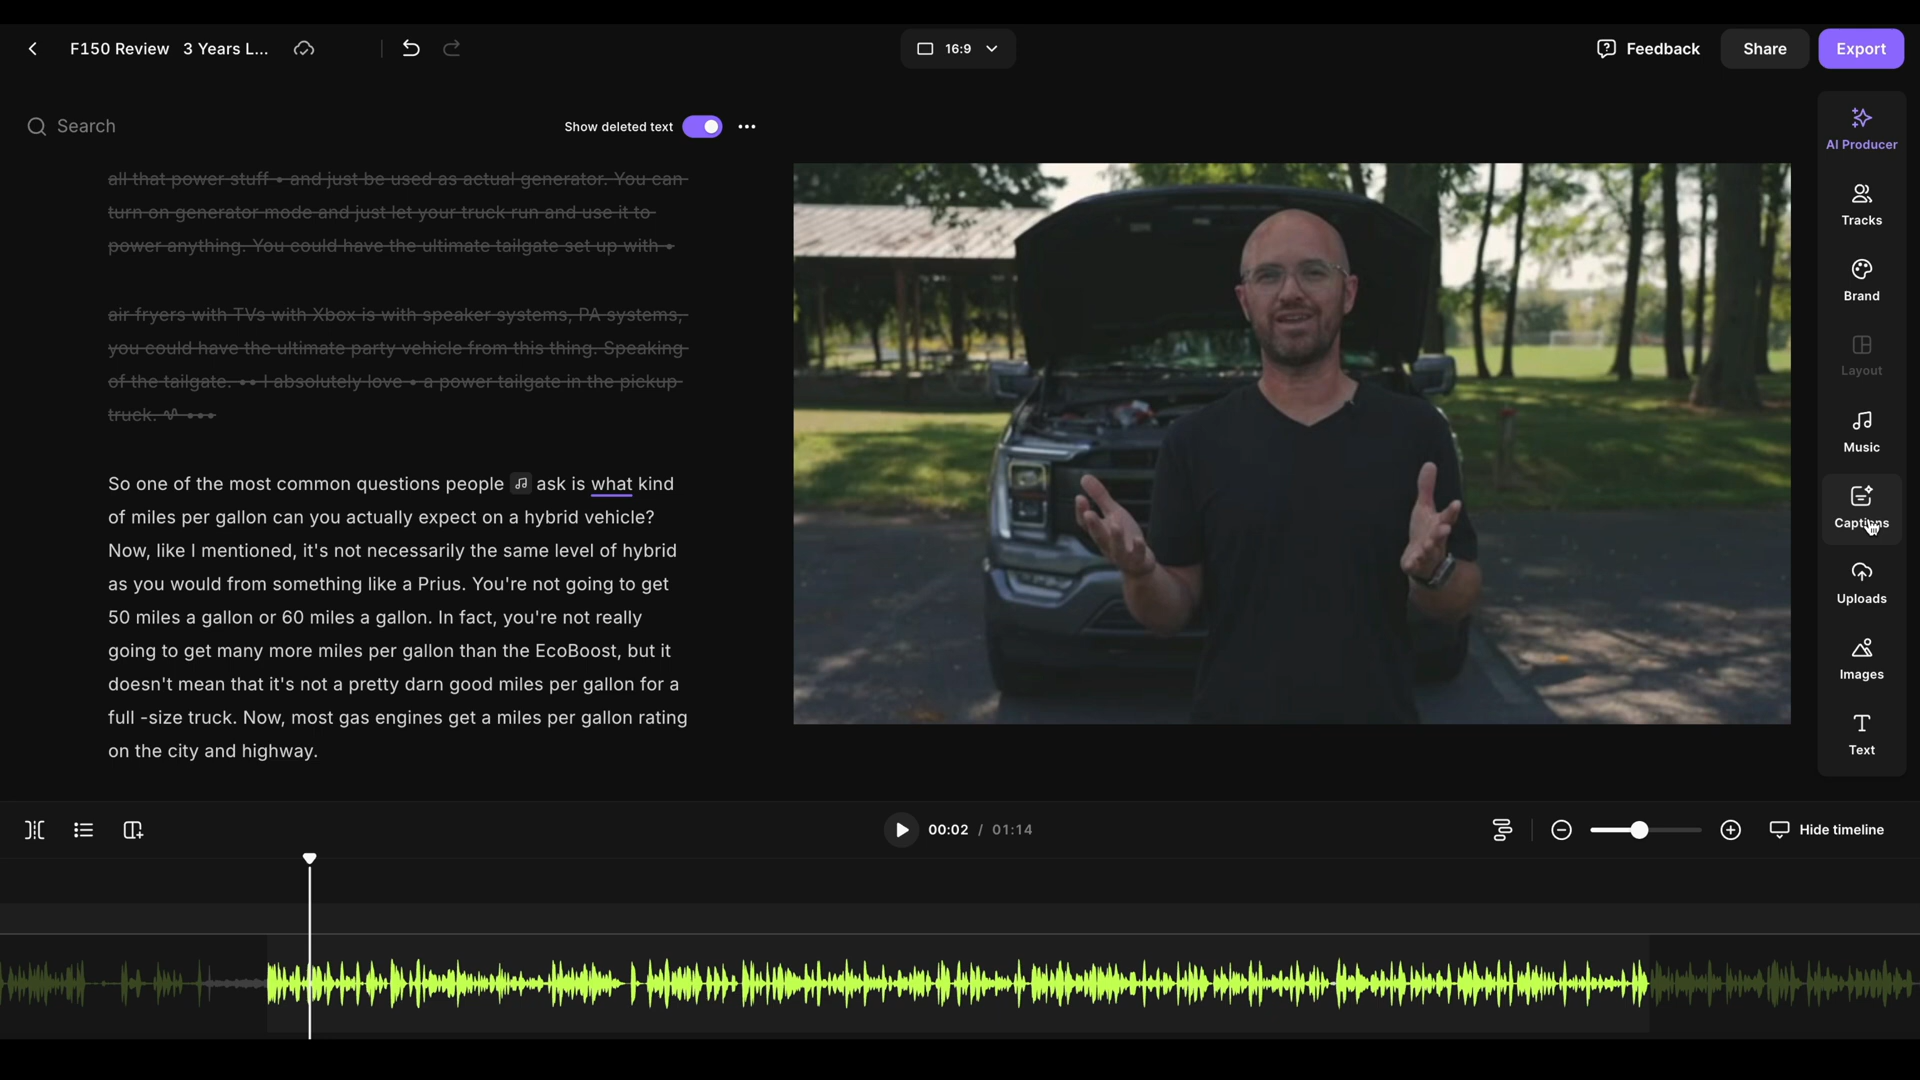 F150 Review 3 Years L...
16:9
Feedback
Share
Export
Search
Show deleted text
all that power stuff • and just be used as actual generator. You can
turn on generator mode and just let your truck run and use it to
power anything. You could have the ultimate tailgate set up with •
air fryers with TVs with Xbox is with speaker systems, PA systems,
you could have the ultimate party vehicle from this thing. Speaking
of the tailgate. •• I absolutely love • a power tailgate in the pickup
truck. •••
So one of the most common questions people ask is what kind
of miles per gallon can you actually expect on a hybrid vehicle?
Now, like I mentioned, it's not necessarily the same level of hybrid
as you would from something like a Prius. You're not going to get
50 miles a gallon or 60 miles a gallon. In fact, you're not really
going to get many more miles per gallon than the EcoBoost, but it
doesn't mean that it's not a pretty darn good miles per gallon for a
full -size truck. Now, most gas engines get a miles per gallon rating
on the city and highway.
AI Producer
Tracks
Brand
Layout
Music
Captions
Uploads
Images
Text
00:02 / 01:14
Hide timeline